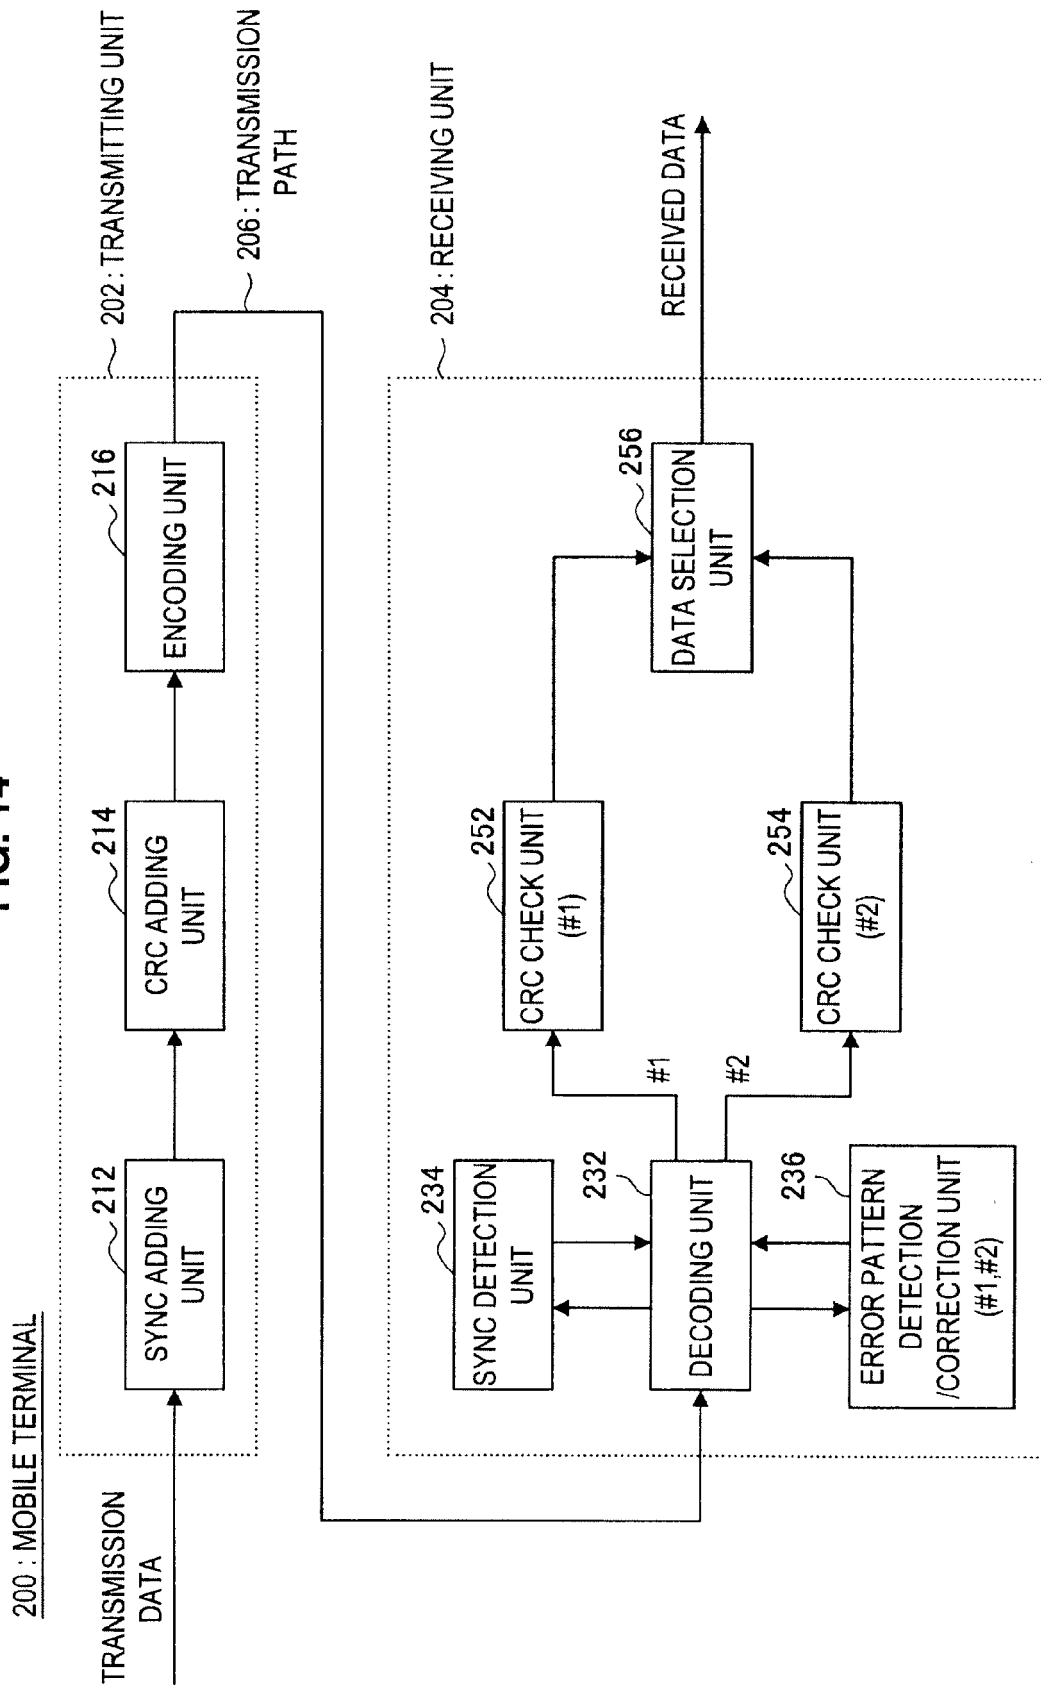 200 : MOBILE TERMINAL
TRANSMISSION
DATA
212
SYNC ADDING
UNIT
214
CRC ADDING
UNIT
216
ENCODING UNIT
202 : TRANSMITTING UNIT
206 : TRANSMISSION
PATH
204 : RECEIVING UNIT
234
SYNC DETECTION
UNIT
232
DECODING UNIT
236
ERROR PATTERN
DETECTION
/CORRECTION UNIT
(#1,#2)
#1
#2
252
CRC CHECK UNIT
(#1)
254
CRC CHECK UNIT
(#2)
256
DATA SELECTION
UNIT
RECEIVED DATA